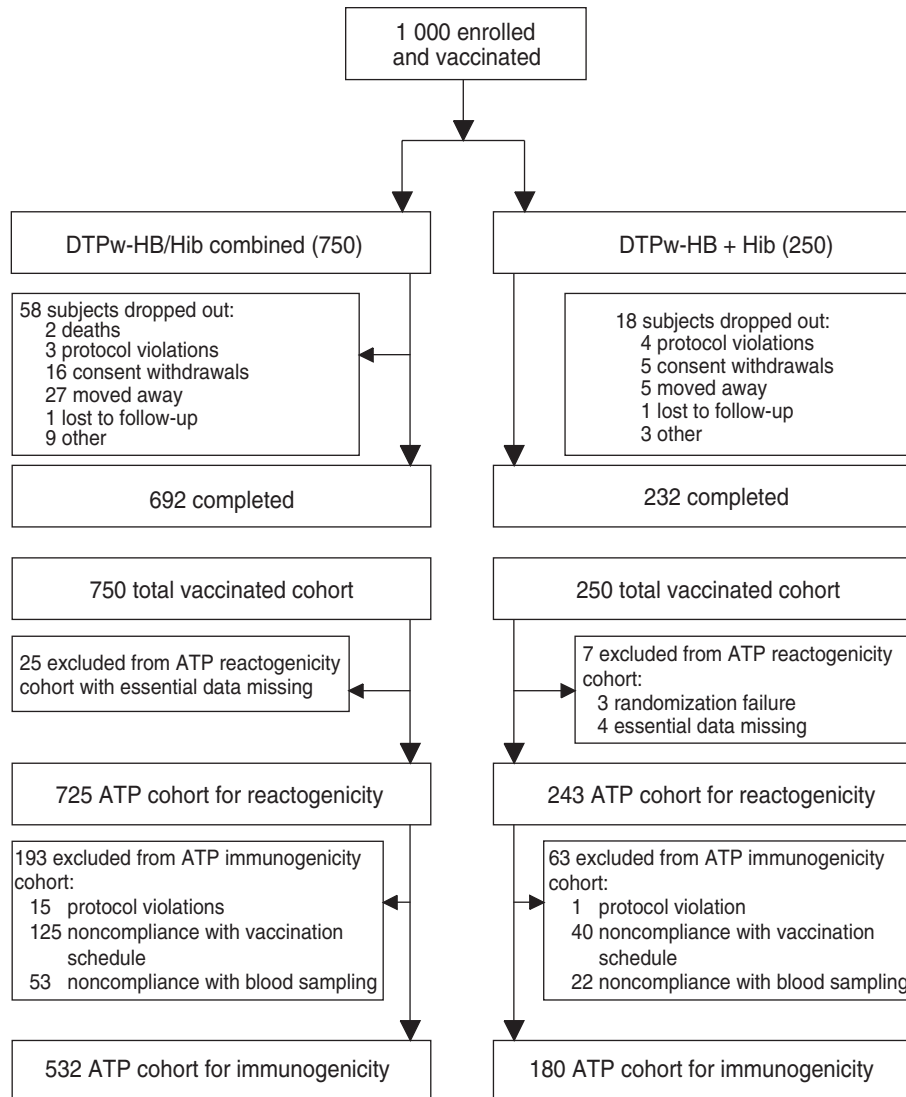 1 000 enrolled
and vaccinated
DTPw-HB/Hib combined (750)
58 subjects dropped out:
2 deaths
3 protocol violations
16 consent withdrawals
27 moved away
1 lost to follow-up
9 other
692 completed
750 total vaccinated cohort
25 excluded from ATP reactogenicity
cohort with essential data missing
725 ATP cohort for reactogenicity
193 excluded from ATP immunogenicity
cohort:
15 protocol violations
125 noncompliance with vaccination
schedule
53 noncompliance with blood sampling
532 ATP cohort for immunogenicity
DTPw-HB + Hib (250)
18 subjects dropped out:
4 protocol violations
5 consent withdrawals
5 moved away
1 lost to follow-up
3 other
232 completed
250 total vaccinated cohort
7 excluded from ATP reactogenicity
cohort:
3 randomization failure
4 essential data missing
243 ATP cohort for reactogenicity
63 excluded from ATP immunogenicity
cohort:
1 protocol violation
40 noncompliance with vaccination
schedule
22 noncompliance with blood sampling
180 ATP cohort for immunogenicity